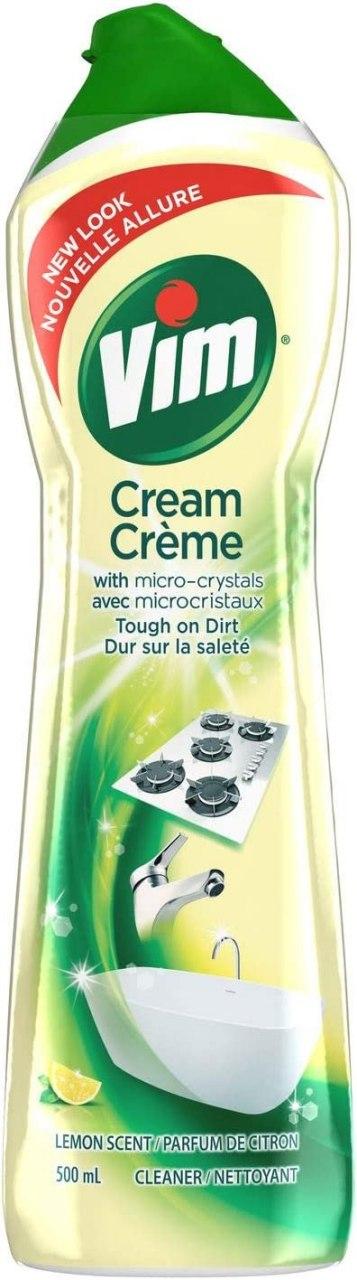 NEW LOOK
NOUVELLE ALLURE
Vim®
Cream
Crème
with micro-crystals
avec microcristaux
Tough on Dirt
Dur sur la saleté
LEMON SCENT/PARFUM DE CITRON
500 mL CLEANER/NETTOYANT